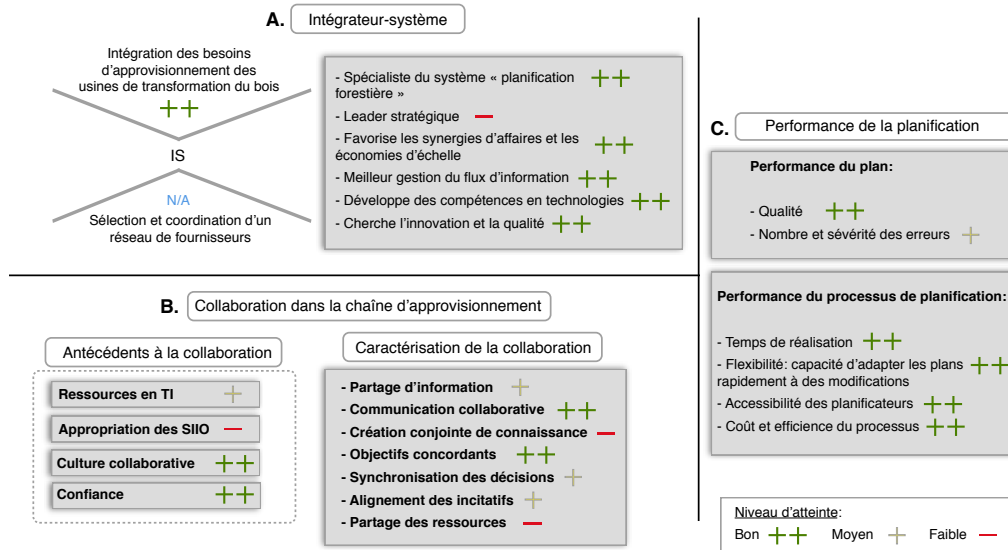 A. Intégrateur-système
Intégration des besoins
d'approvisionnement des
usines de transformation du bois
++
IS
N/A
Sélection et coordination d'un
réseau de fournisseurs
- Spécialiste du système « planification ++
forestière »
- Leader stratégique —
- Favorise les synergies d'affaires et les
économies d'échelle ++
- Meilleur gestion du flux d'information ++
- Développe des compétences en technologies ++
- Cherche l'innovation et la qualité ++
B. Collaboration dans la chaîne d'approvisionnement
Antécédents à la collaboration
Ressources en TI +
Appropriation des SIIO —
Culture collaborative ++
Confiance ++
Caractérisation de la collaboration
- Partage d'information +
- Communication collaborative ++
- Création conjointe de connaissance —
- Objectifs concordants ++
- Synchronisation des décisions +
- Alignement des incitatifs +
- Partage des ressources —
C. Performance de la planification
Performance du plan:
- Qualité ++
- Nombre et sévérité des erreurs +
Performance du processus de planification:
- Temps de réalisation ++
- Flexibilité: capacité d'adapter les plans ++
rapidement à des modifications
- Accessibilité des planificateurs ++
- Coût et efficience du processus ++
Niveau d'atteinte:
Bon ++ Moyen + Faible —